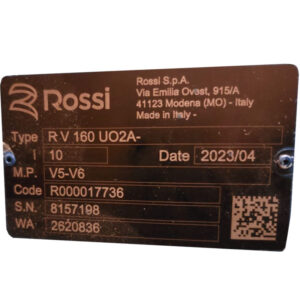 Rossi
Rossi S.p.A.
Via Emilia Ovest, 915/A
41123 Modena (MO) - Italy
Made in Italy -
Type R V 160 UO2A-
I 10 Date 2023/04
M.P. V5-V6
Code R000017736
S.N. 8157198
WA 2620836